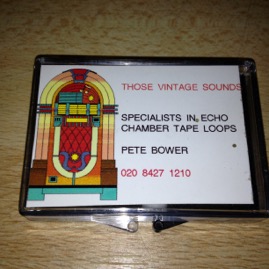 THOSE VINTAGE SOUNDS
SPECIALISTS IN ECHO
CHAMBER TAPE LOOPS
PETE BOWER
020 8427 1210